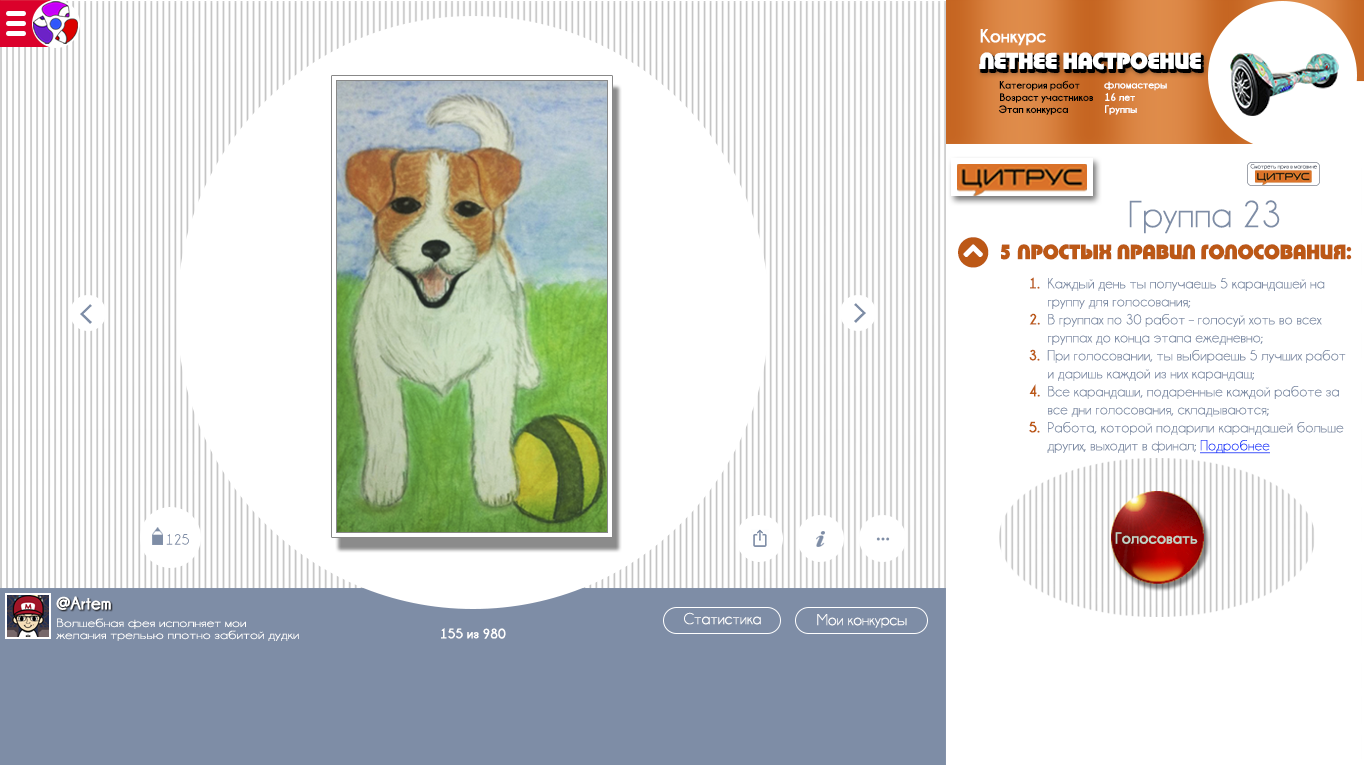 Конкурс
ЛЕТНЕЕ НАСТРОЕНИЕ
Категория работ фломастеры
Возраст участников 16 лет
Этап конкурса Группы
ЦИТРУС
Смотреть приз в магазине
ЦИТРУС
Группа 23
5 ПРОСТЫХ ПРАВИЛ ГОЛОСОВАНИЯ:
1. Каждый день ты получаешь 5 карандашей на
группу для голосования;
2. В группах по 30 работ – голосуй хоть во всех
группах до конца этапа ежедневно;
3. При голосовании, ты выбираешь 5 лучших работ
и даришь каждой из них карандащ;
4. Все карандаши, подаренные каждой работе за
все дни голосования, складываются;
5. Работа, которой подарили карандашей больше
других, выходит в финал; Подробнее
Голосовать
125
i
M
@Artem
Волшебная фея исполняет мои
желания трелью плотно забитой дудки
155 из 980
Статистика
Мои конкурсы